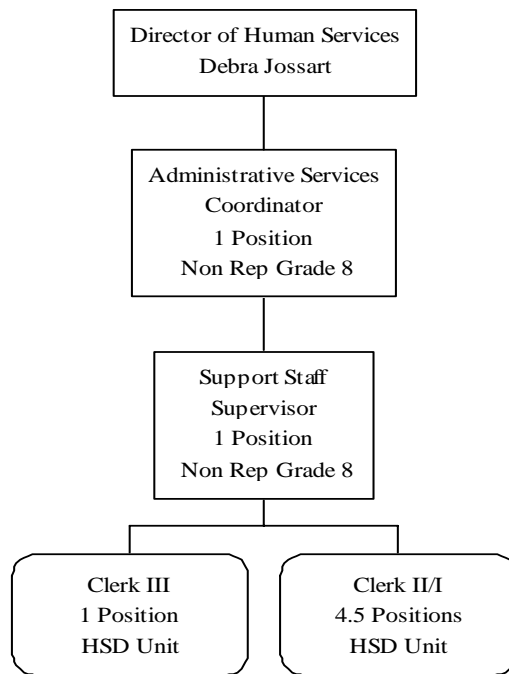 Director of Human Services
Debra Jossart
Administrative Services
Coordinator
1 Position
Non Rep Grade 8
Support Staff
Supervisor
1 Position
Non Rep Grade 8
Clerk III
1 Position
HSD Unit
Clerk II/I
4.5 Positions
HSD Unit